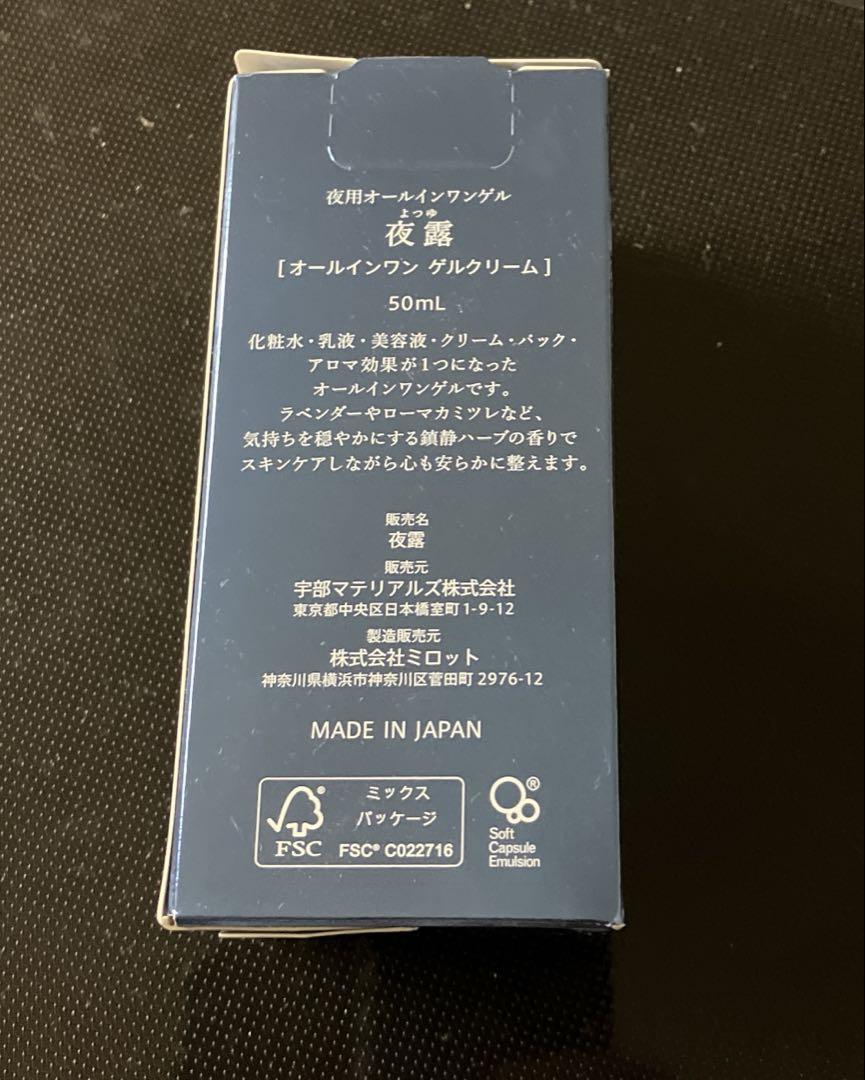 夜用オールインワンゲル
よつゆ
夜露
[オールインワン ゲルクリーム]
50mL
化粧水・乳液・美容液・クリーム・パック・
アロマ効果が1つになった
オールインワンゲルです。
ラベンダーやローマカミツレなど、
気持ちを穏やかにする鎮静ハーブの香りで
スキンケアしながら心も安らかに整えます。
販売名
夜露
販売元
宇部マテリアルズ株式会社
東京都中央区日本橋室町1-9-12
製造販売元
株式会社ミロット
神奈川県横浜市神奈川区菅田町2976-12
MADE IN JAPAN
ミックス
パッケージ
FSC
FSC® C022716
®
Soft
Capsule
Emulsion